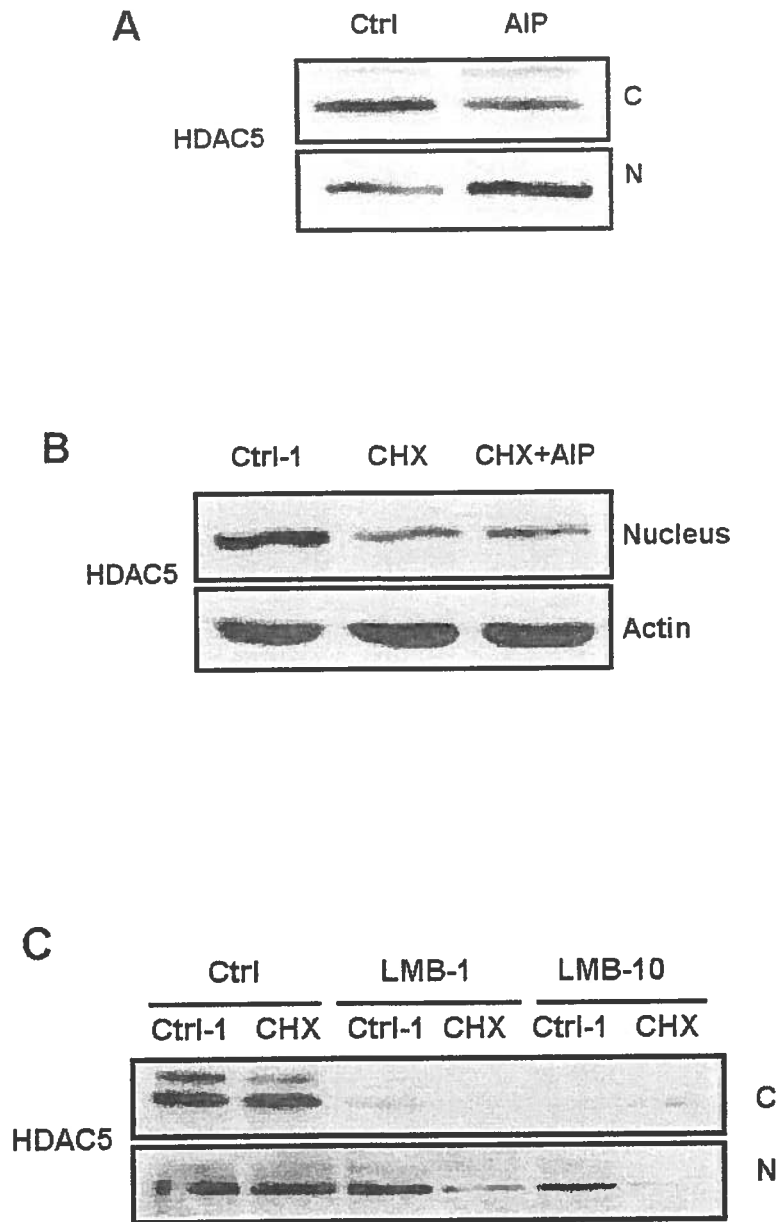 A
Ctrl AIP
HDAC5
C
N
B
Ctrl-1 CHX CHX+AIP
HDAC5
Nucleus
Actin
C
Ctrl LMB-1 LMB-10
Ctrl-1 CHX Ctrl-1 CHX Ctrl-1 CHX
HDAC5
C
N